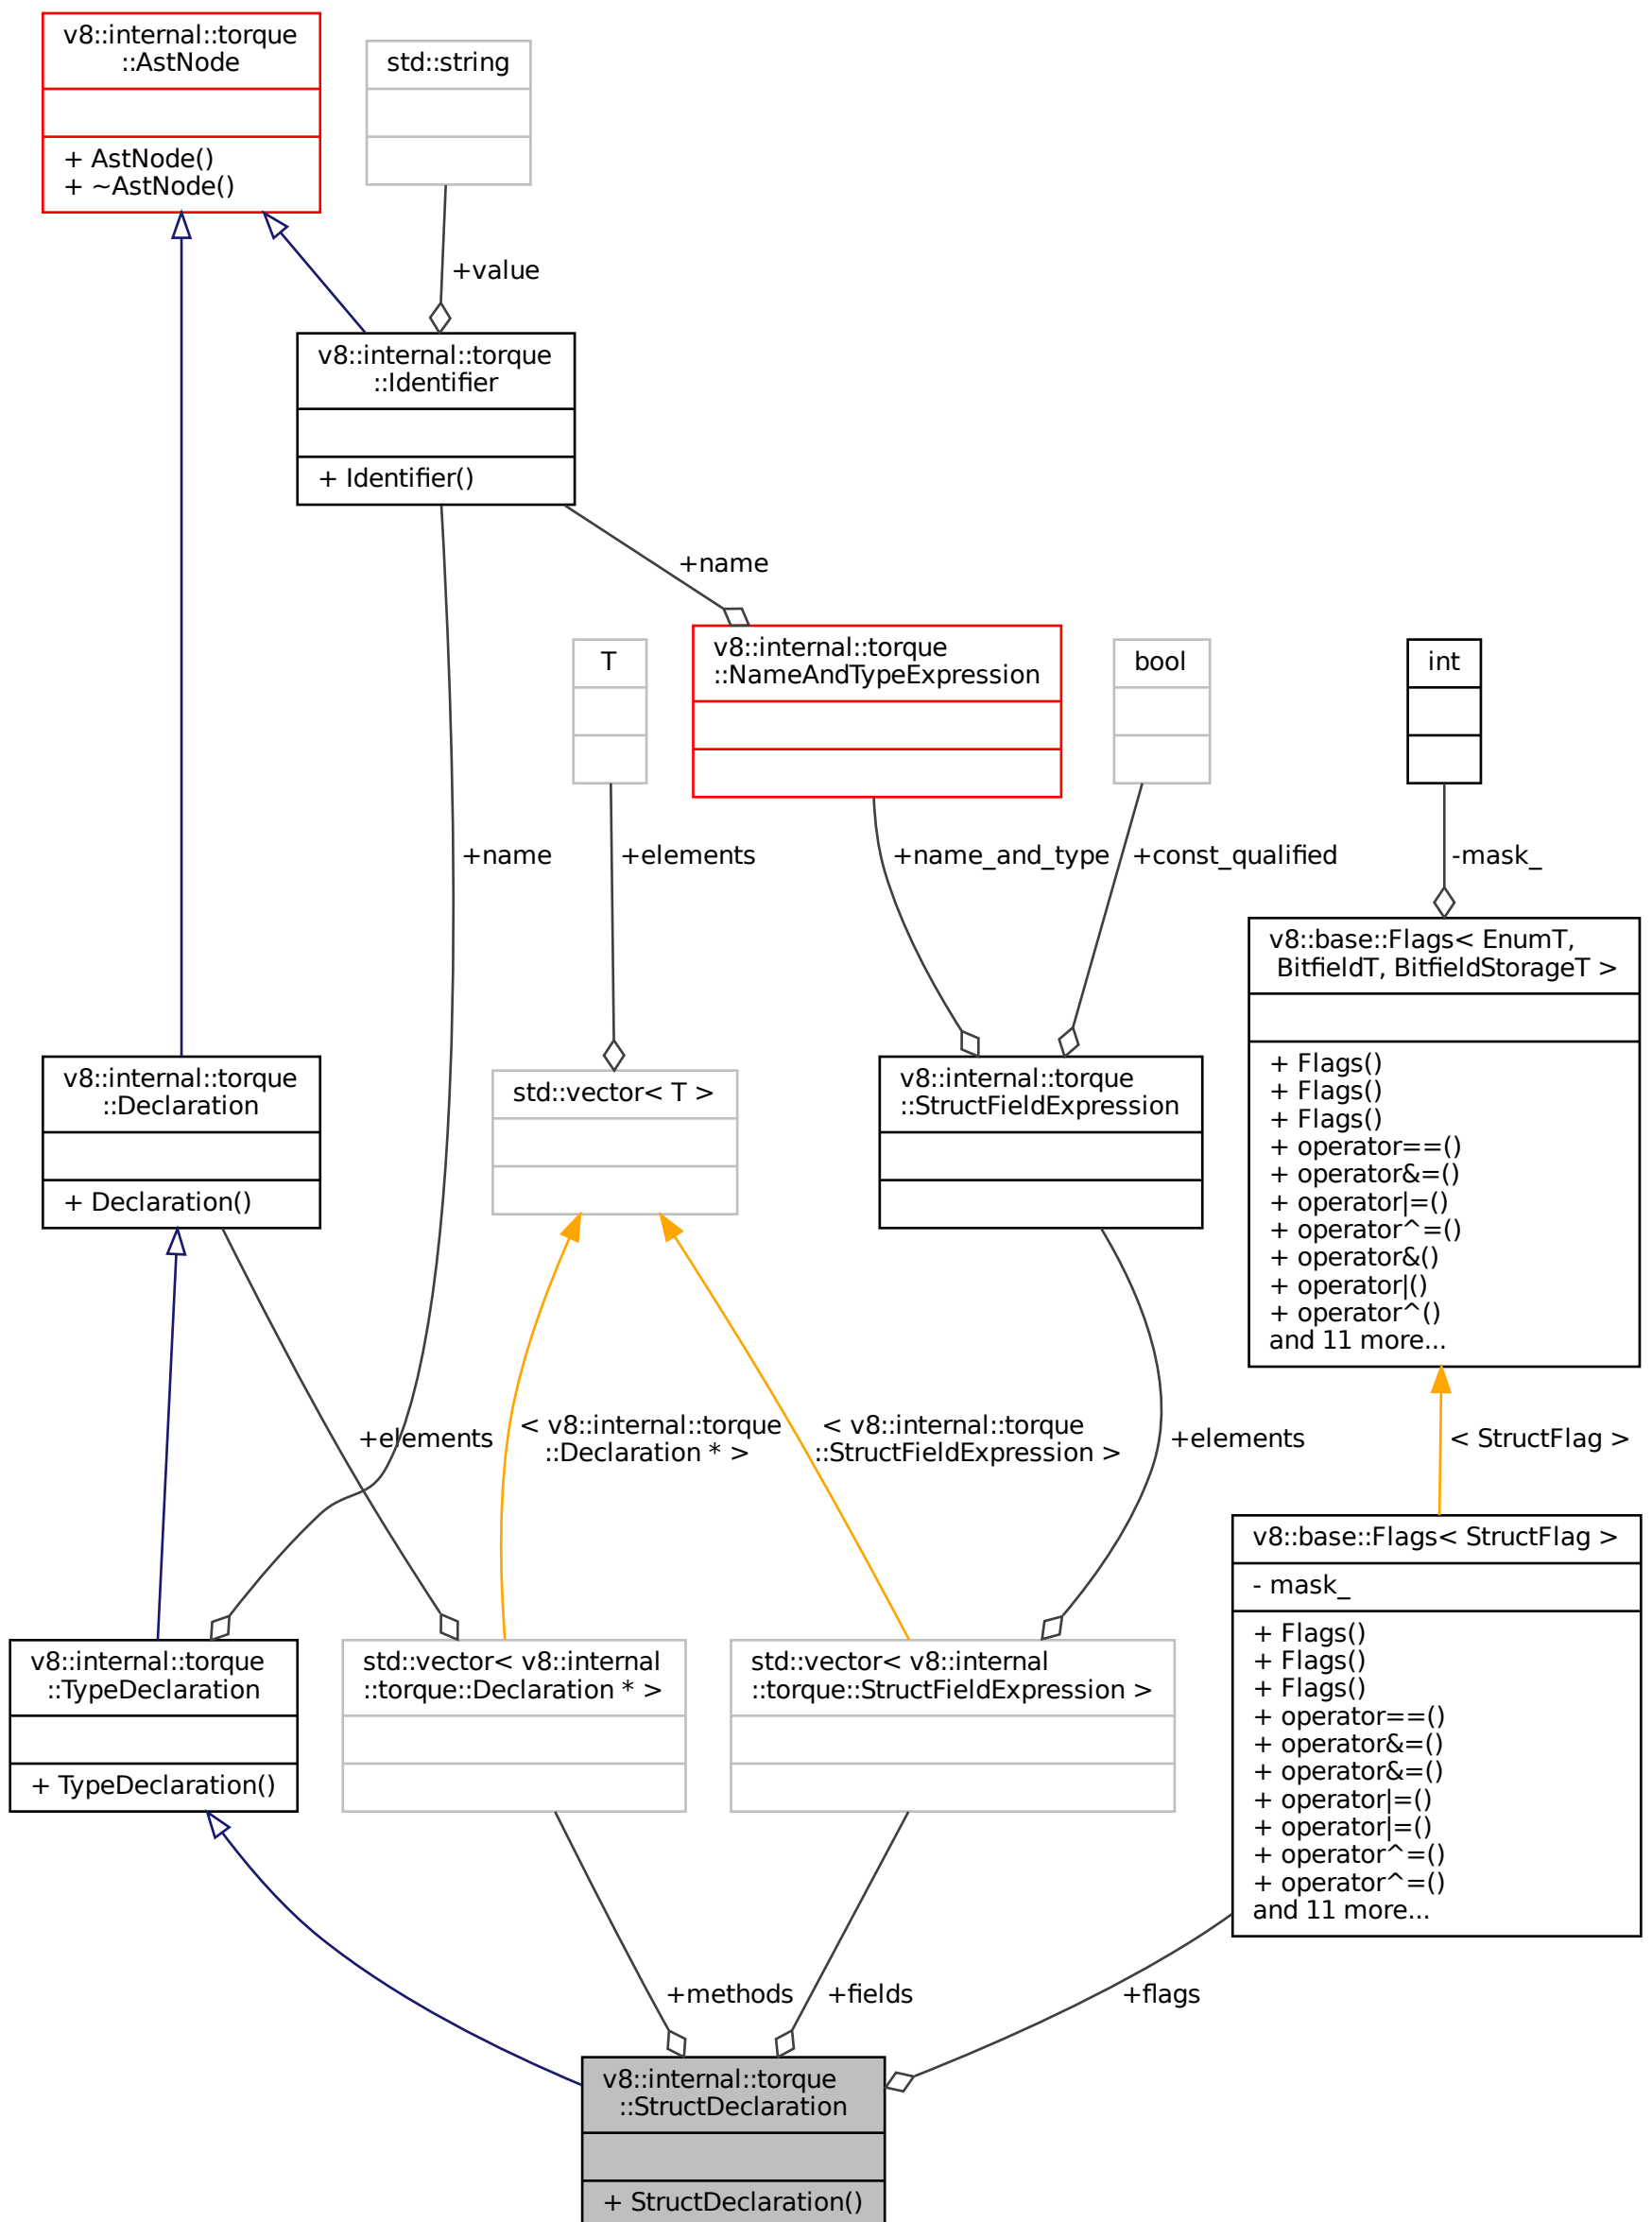 v8::internal::torque
::AstNode
+ AstNode()
+ ~AstNode()
std::string
+value
v8::internal::torque
::Identifier
+ Identifier()
+name
T
v8::internal::torque
::NameAndTypeExpression
bool
int
+name
+elements
+name_and_type
+const_qualified
-mask_
v8::base::Flags< EnumT,
BitfieldT, BitfieldStorageT >
+ Flags()
+ Flags()
+ Flags()
+ operator==()
+ operator&=()
+ operator|=()
+ operator^=()
+ operator&()
+ operator|()
+ operator^()
and 11 more...
v8::internal::torque
::Declaration
+ Declaration()
std::vector< T >
v8::internal::torque
::StructFieldExpression
+elements
< v8::internal::torque
::Declaration * >
< v8::internal::torque
::StructFieldExpression >
+elements
< StructFlag >
v8::internal::torque
::TypeDeclaration
+ TypeDeclaration()
std::vector< v8::internal
::torque::Declaration * >
std::vector< v8::internal
::torque::StructFieldExpression >
v8::base::Flags< StructFlag >
- mask_
+ Flags()
+ Flags()
+ Flags()
+ operator==()
+ operator&=()
+ operator&=()
+ operator|=()
+ operator|=()
+ operator^=()
+ operator^=()
and 11 more...
+methods
+fields
+flags
v8::internal::torque
::StructDeclaration
+ StructDeclaration()